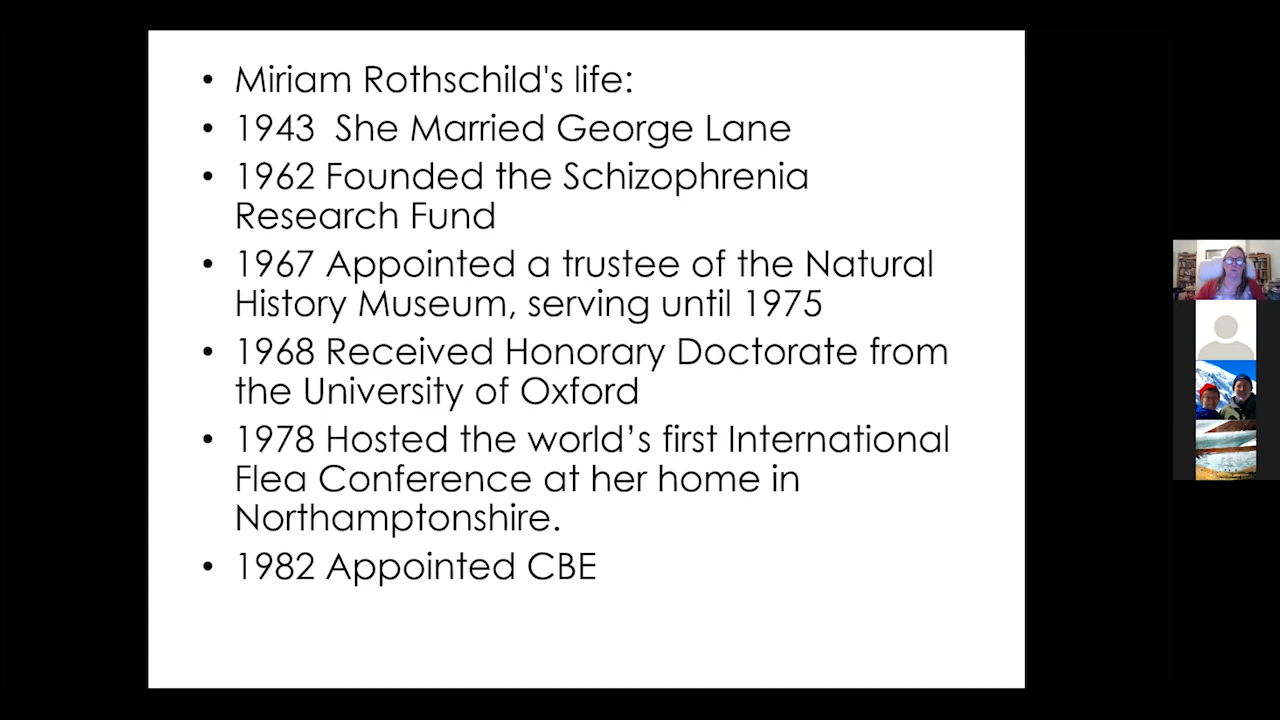 • Miriam Rothschild's life:
• 1943  She Married George Lane
• 1962 Founded the Schizophrenia
Research Fund
• 1967 Appointed a trustee of the Natural
History Museum, serving until 1975
• 1968 Received Honorary Doctorate from
the University of Oxford
• 1978 Hosted the world’s first International
Flea Conference at her home in
Northamptonshire.
• 1982 Appointed CBE